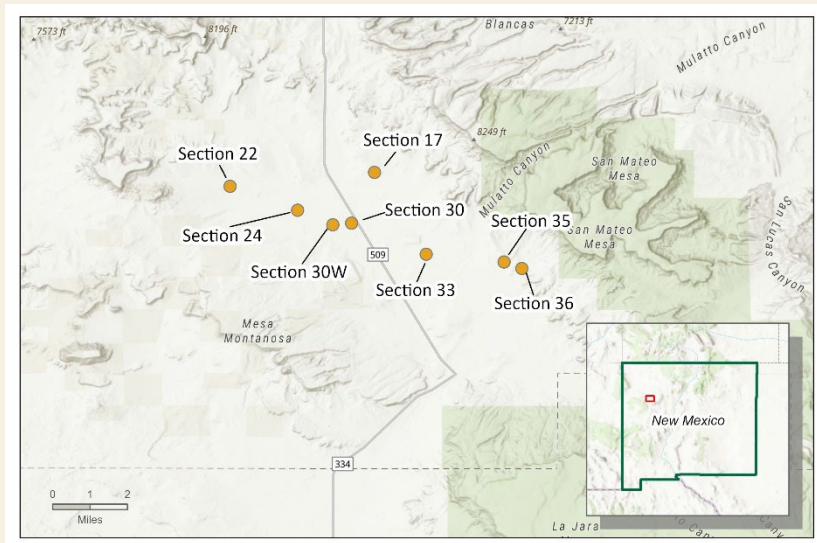 7573 ft
8196 ft
Blancas
7213 ft
Mulatto Canyon
Section 17
8249 ft
Section 22
San Mateo
Mesa
Mulatto Canyon
Section 30
Section 35
San Lucas Canyon
Section 24
San Mateo
Mesa
509
Section 30W
Section 33
Section 36
Mesa
Montanosa
New Mexico
334
0 1 2
Miles
La Jara